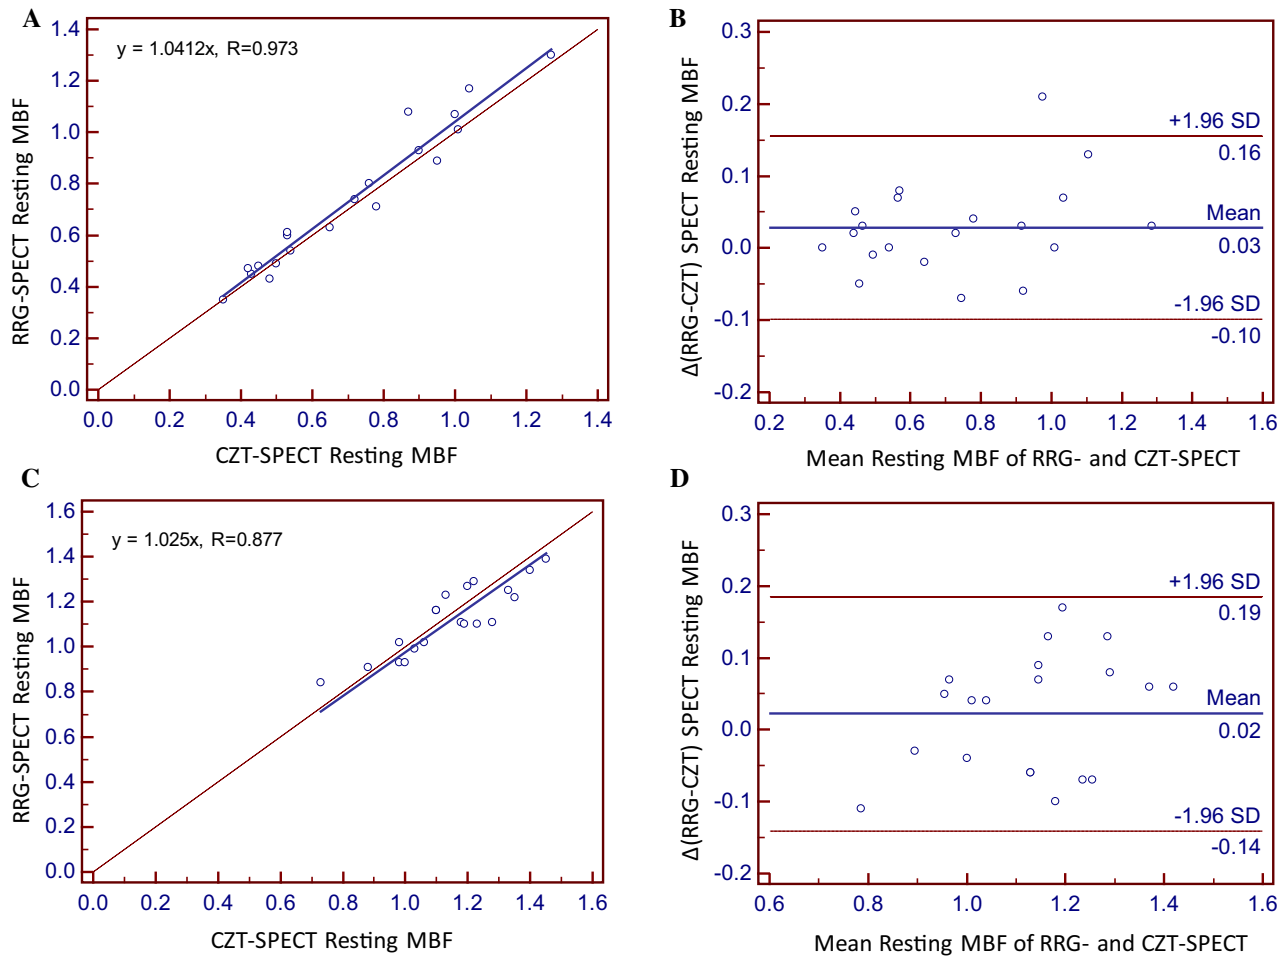 A
y = 1.0412x, R=0.973
RRG-SPECT Resting MBF
1.4
1.2
1.0
0.8
0.6
0.4
0.2
0.0
0.0 0.2 0.4 0.6 0.8 1.0 1.2 1.4
CZT-SPECT Resting MBF
B
Δ(RRG-CZT) SPECT Resting MBF
0.3
0.2
0.1
0.0
-0.1
-0.2
+1.96 SD
0.16
Mean
0.03
-1.96 SD
-0.10
0.2 0.4 0.6 0.8 1.0 1.2 1.4 1.6
Mean Resting MBF of RRG- and CZT-SPECT
C
y = 1.025x, R=0.877
RRG-SPECT Resting MBF
1.6
1.4
1.2
1.0
0.8
0.6
0.4
0.2
0.0
0.0 0.2 0.4 0.6 0.8 1.0 1.2 1.4 1.6
CZT-SPECT Resting MBF
D
Δ(RRG-CZT) SPECT Resting MBF
0.3
0.2
0.1
0.0
-0.1
-0.2
+1.96 SD
0.19
Mean
0.02
-1.96 SD
-0.14
0.6 0.8 1.0 1.2 1.4 1.6
Mean Resting MBF of RRG- and CZT-SPECT